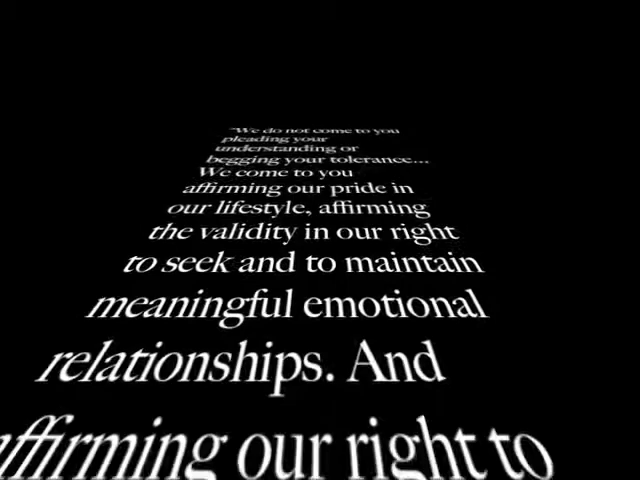 "We do not come to you
pleading your
understanding or
begging your tolerance...
We come to you
affirming our pride in
our lifestyle, affirming
the validity in our right
to seek and to maintain
meaningful emotional
relationships. And
affirming our right to